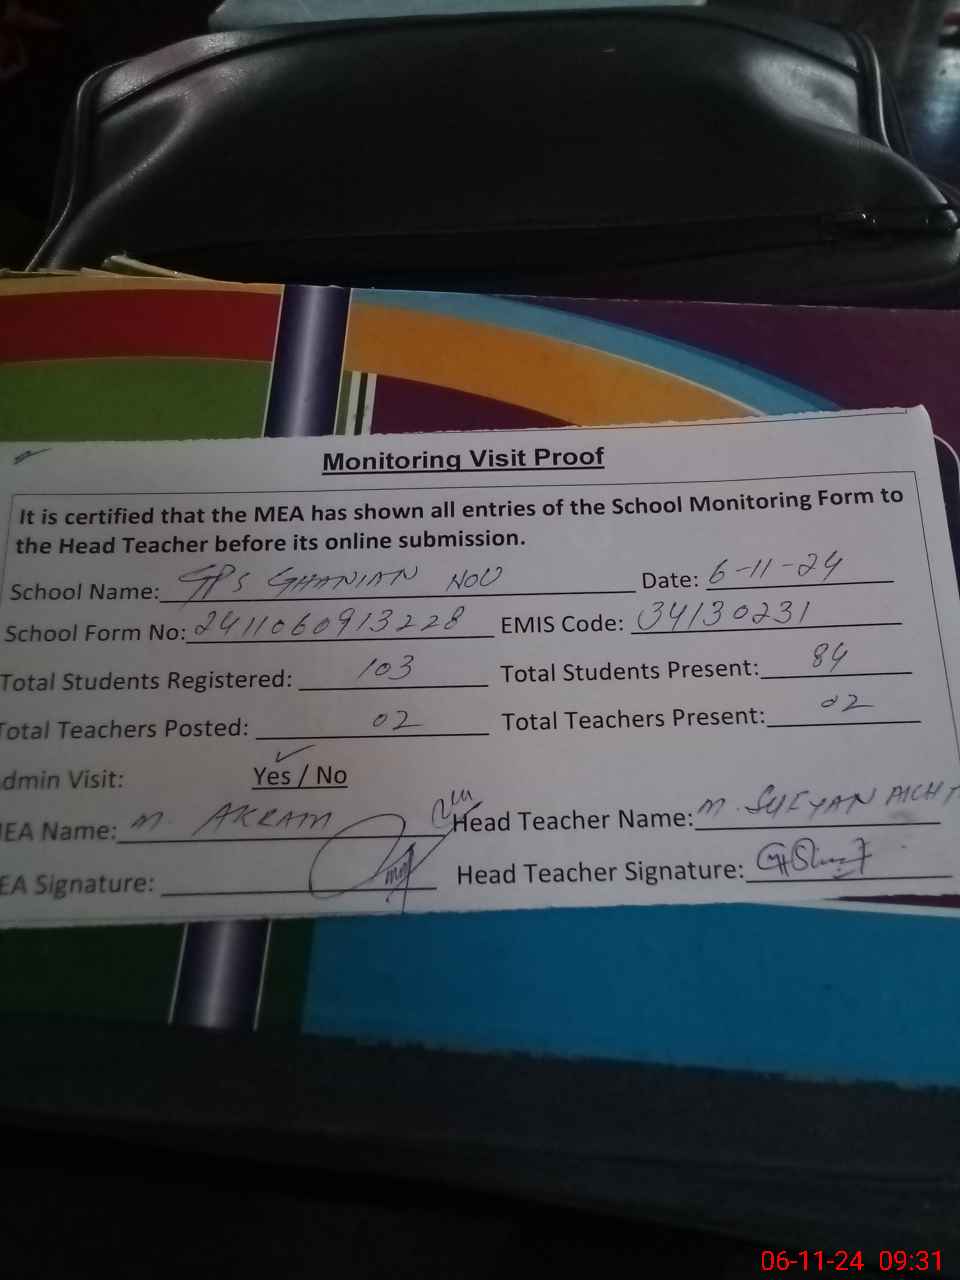 Monitoring Visit Proof
It is certified that the MEA has shown all entries of the School Monitoring Form to
the Head Teacher before its online submission.
School Name: GPS GHANIAN NOU Date: 6-11-24
School Form No: 2411060913228 EMIS Code: 34130231
Total Students Registered: 103 Total Students Present: 84
Total Teachers Posted: 02 Total Teachers Present: 02
dmin Visit: Yes / No
EA Name: M. AKRAM Head Teacher Name: M.
EA Signature: Head Teacher Signature:
06-11-24 09:31